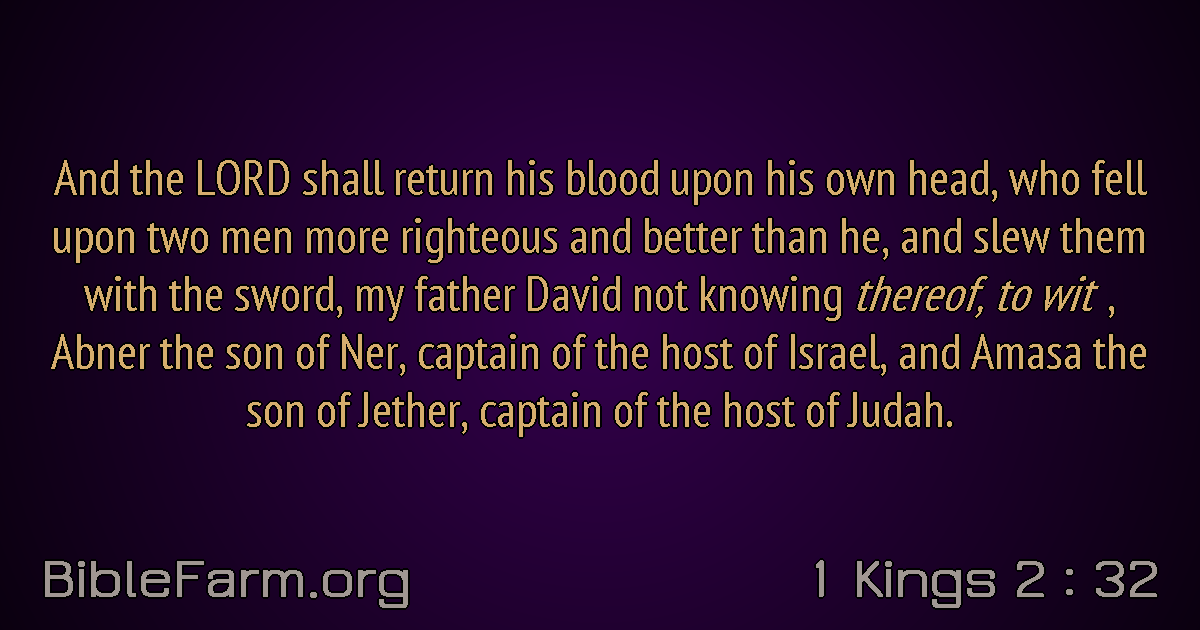 And the LORD shall return his blood upon his own head, who fell
upon two men more righteous and better than he, and slew them
with the sword, my father David not knowing thereof, to wit ,
Abner the son of Ner, captain of the host of Israel, and Amasa the
son of Jether, captain of the host of Judah.
BibleFarm.org
1 Kings 2 : 32